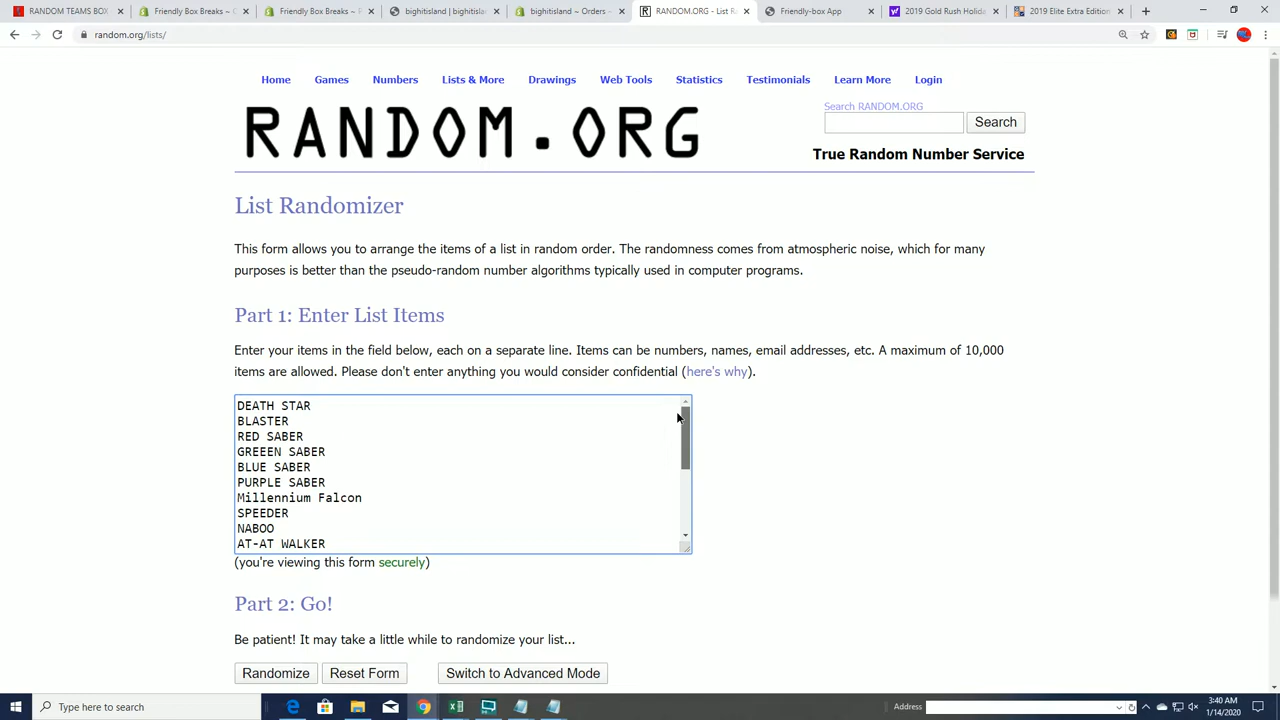 RANDOM TEAMS BOX
Friendly Box Breaks ~
Friendly Box Breaks ~ R
bighitisland | bighitislan
bighitisland ~ Orders ~
RANDOM.ORG - List R
Friendly-box App
2019 Gold Rush Holida
2019 Elite Extra Edition
random.org/lists/
Home Games Numbers Lists & More Drawings Web Tools Statistics Testimonials Learn More Login
RANDOM.ORG
Search RANDOM.ORG
Search
True Random Number Service
List Randomizer
This form allows you to arrange the items of a list in random order. The randomness comes from atmospheric noise, which for many
purposes is better than the pseudo-random number algorithms typically used in computer programs.
Part 1: Enter List Items
Enter your items in the field below, each on a separate line. Items can be numbers, names, email addresses, etc. A maximum of 10,000
items are allowed. Please don't enter anything you would consider confidential (here's why).
DEATH STAR
BLASTER
RED SABER
GREEEN SABER
BLUE SABER
PURPLE SABER
Millennium Falcon
SPEEDER
NABOO
AT-AT WALKER
(you're viewing this form securely)
Part 2: Go!
Be patient! It may take a little while to randomize your list...
Randomize Reset Form Switch to Advanced Mode
Type here to search
Address
3:40 AM
1/14/2020